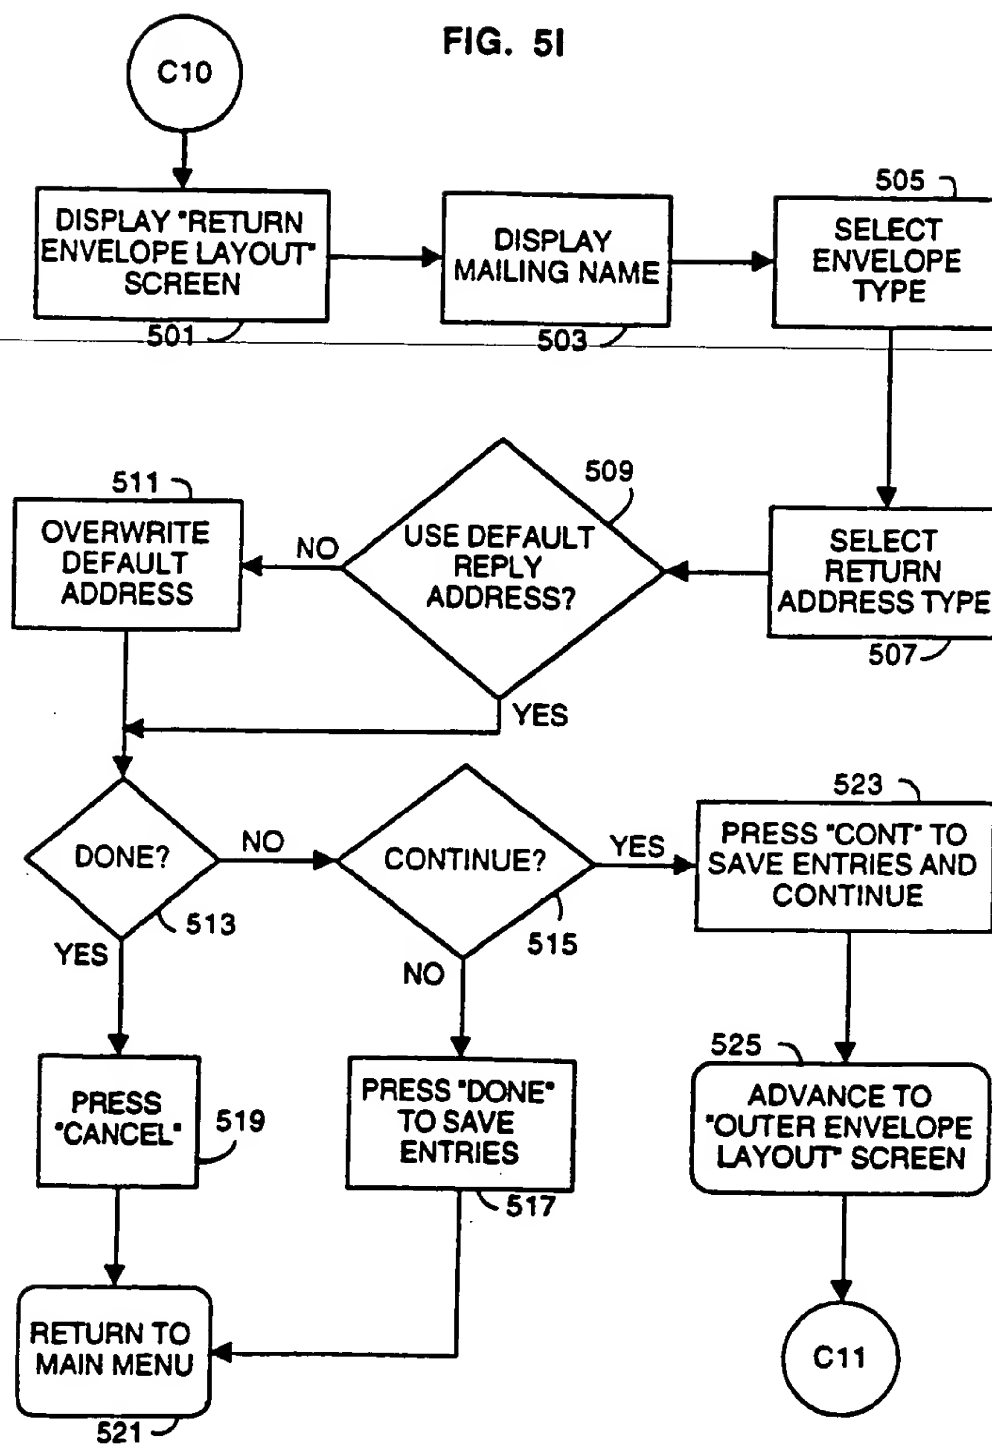 FIG. 5I
C10
DISPLAY "RETURN
ENVELOPE LAYOUT"
SCREEN
501
DISPLAY
MAILING NAME
503
505
SELECT
ENVELOPE
TYPE
511
OVERWRITE
DEFAULT
ADDRESS
NO
509
USE DEFAULT
REPLY
ADDRESS?
YES
SELECT
RETURN
ADDRESS TYPE
507
DONE?
513
NO
YES
CONTINUE?
515
YES
NO
523
PRESS "CONT" TO
SAVE ENTRIES AND
CONTINUE
PRESS
"CANCEL"
519
PRESS "DONE"
TO SAVE
ENTRIES
517
525
ADVANCE TO
"OUTER ENVELOPE
LAYOUT" SCREEN
RETURN TO
MAIN MENU
521
C11